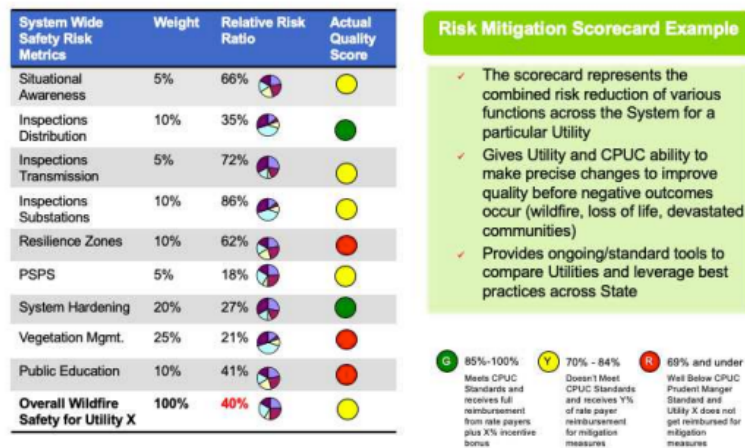 System Wide Safety Risk Metrics Weight Relative Risk Ratio Actual Quality Score
Situational Awareness 5% 66%
Inspections Distribution 10% 35%
Inspections Transmission 5% 72%
Inspections Substations 10% 86%
Resilience Zones 10% 62%
PSPS 5% 18%
System Hardening 20% 27%
Vegetation Mgmt. 25% 21%
Public Education 10% 41%
Overall Wildfire Safety for Utility X 100% 40%
Risk Mitigation Scorecard Example
✓ The scorecard represents the
combined risk reduction of various
functions across the System for a
particular Utility
✓ Gives Utility and CPUC ability to
make precise changes to improve
quality before negative outcomes
occur (wildfire, loss of life, devastated
communities)
✓ Provides ongoing/standard tools to
compare Utilities and leverage best
practices across State
G 85%-100%
Meets CPUC
Standards and
receives full
reimbursement
from rate payers
plus X% incentive
bonus
Y 70% - 84%
Doesn't Meet
CPUC Standards
and receives Y%
of rate payer
reimbursement
for mitigation
measures
R 69% and under
Well Below CPUC
Prudent Manger
Standard and
Utility X does not
get reimbursed for
mitigation
measures